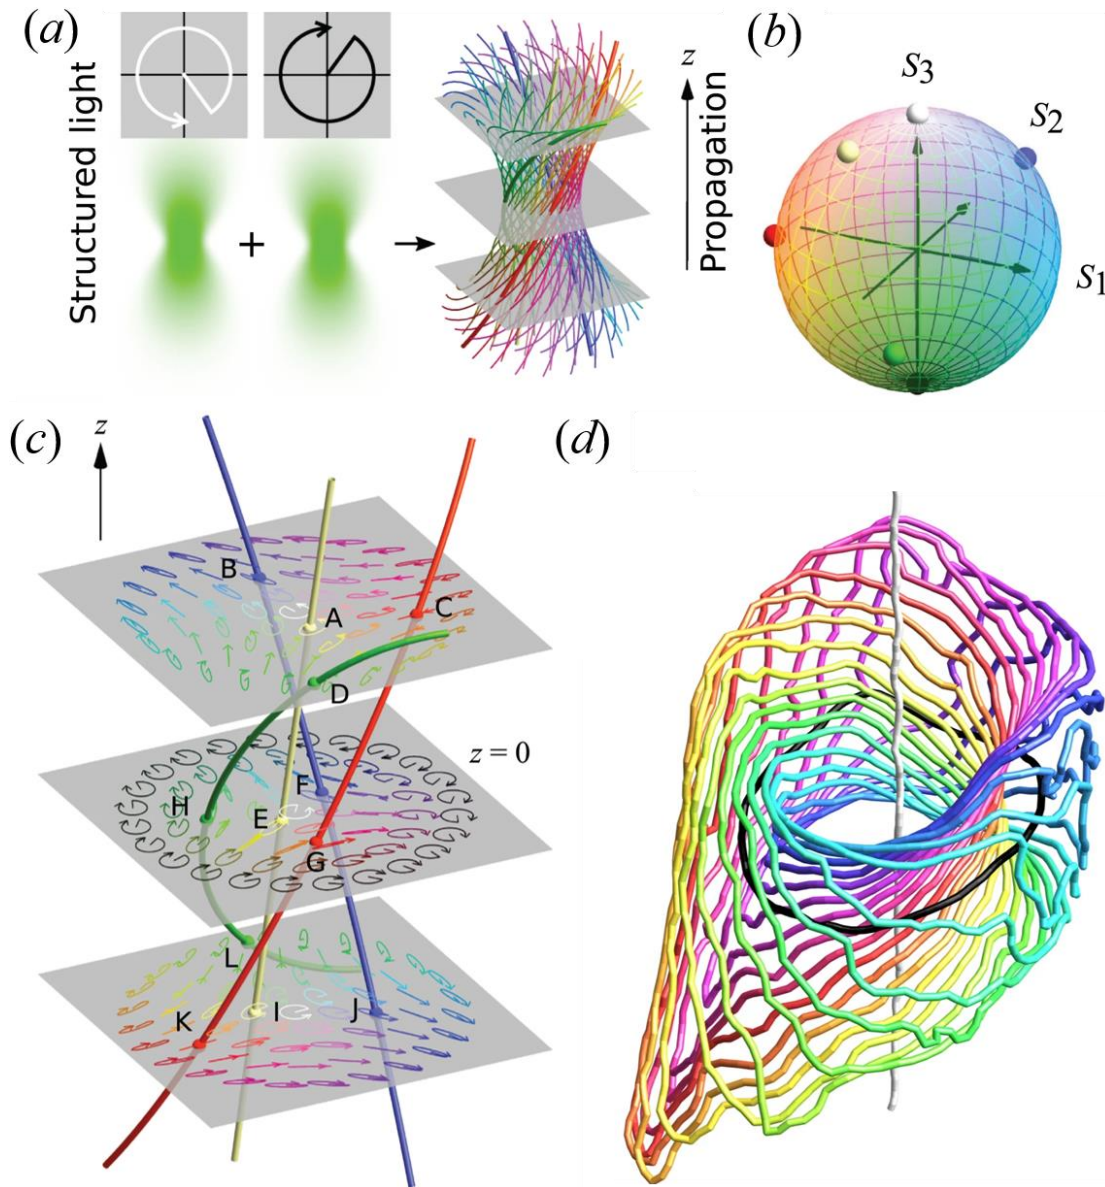 (a)
Structured light
+
z
Propagation
(b)
S3
S2
S1
(c)
z
B
C
A
D
z = 0
F
H
E
G
L
K
I
J
(d)